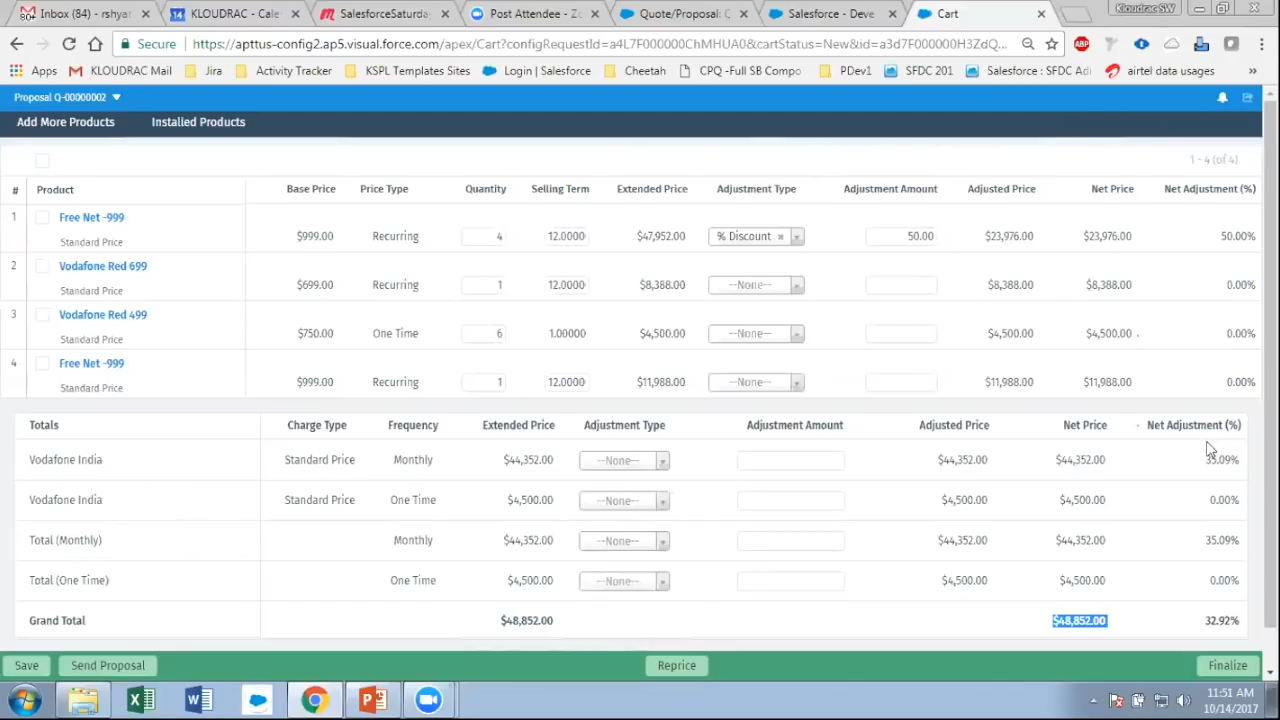 Inbox (84) - rshyar
14 KLOUDRAC - Cale
SalesforceSaturda
Post Attendee - Zo
Quote/Proposal: C
Salesforce - Deve
Cart
Kloudrac SW
Secure https://apttus-config2.ap5.visual.force.com/apex/Cart?configRequestId=a4L7F000000ChMHUA0&cartStatus=New&id=a3d7F000000H3ZdQ...
ABP
Apps KLOUDRAC Mail Jira Activity Tracker KSPL Templates Sites Login | Salesforce Cheetah CPQ -Full SB Compo PDev1 SFDC 201 Salesforce : SFDC Adi airtel data usages »
Proposal Q-00000002
Add More Products Installed Products
1 - 4 (of 4)
# Product Base Price Price Type Quantity Selling Term Extended Price Adjustment Type Adjustment Amount Adjusted Price Net Price Net Adjustment (%)
1 Free Net -999
Standard Price $999.00 Recurring 4 12.0000 $47,952.00 % Discount × 50.00 $23,976.00 $23,976.00 50.00%
2 Vodafone Red 699
Standard Price $699.00 Recurring 1 12.0000 $8,388.00 --None-- $8,388.00 $8,388.00 0.00%
3 Vodafone Red 499
Standard Price $750.00 One Time 6 1.00000 $4,500.00 --None-- $4,500.00 $4,500.00 0.00%
4 Free Net -999
Standard Price $999.00 Recurring 1 12.0000 $11,988.00 --None-- $11,988.00 $11,988.00 0.00%
Totals Charge Type Frequency Extended Price Adjustment Type Adjustment Amount Adjusted Price Net Price Net Adjustment (%)
Vodafone India Standard Price Monthly $44,352.00 --None-- $44,352.00 $44,352.00 35.09%
Vodafone India Standard Price One Time $4,500.00 --None-- $4,500.00 $4,500.00 0.00%
Total (Monthly) Monthly $44,352.00 --None-- $44,352.00 $44,352.00 35.09%
Total (One Time) One Time $4,500.00 --None-- $4,500.00 $4,500.00 0.00%
Grand Total $48,852.00 $48,852.00 32.92%
Save Send Proposal Reprice Finalize
11:51 AM
10/14/2017